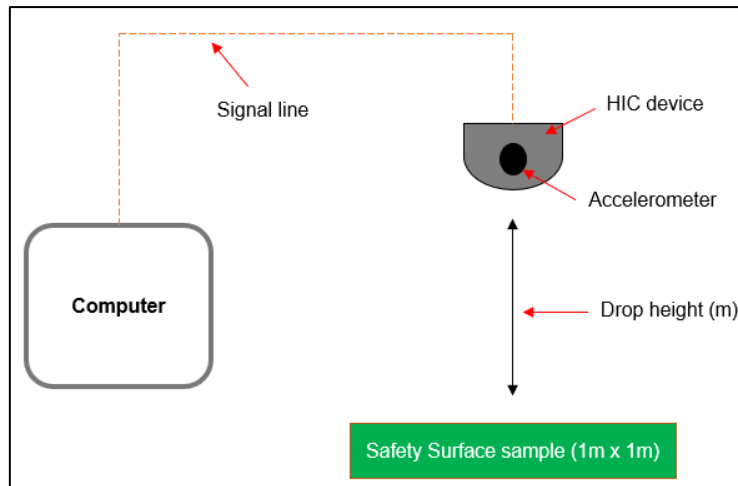 Signal line
HIC device
Accelerometer
Computer
Drop height (m)
Safety Surface sample (1m x 1m)